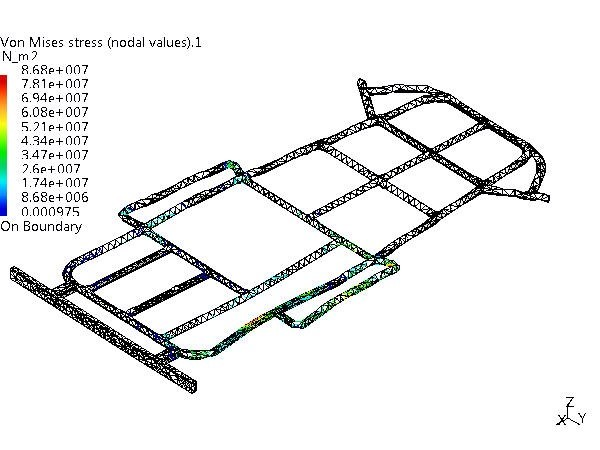 Von Mises stress (nodal values).1
N_m2
8.68e+007
7.81e+007
6.94e+007
6.08e+007
5.21e+007
4.34e+007
3.47e+007
2.6e+007
1.74e+007
8.68e+006
0.000975
On Boundary
Z
X Y